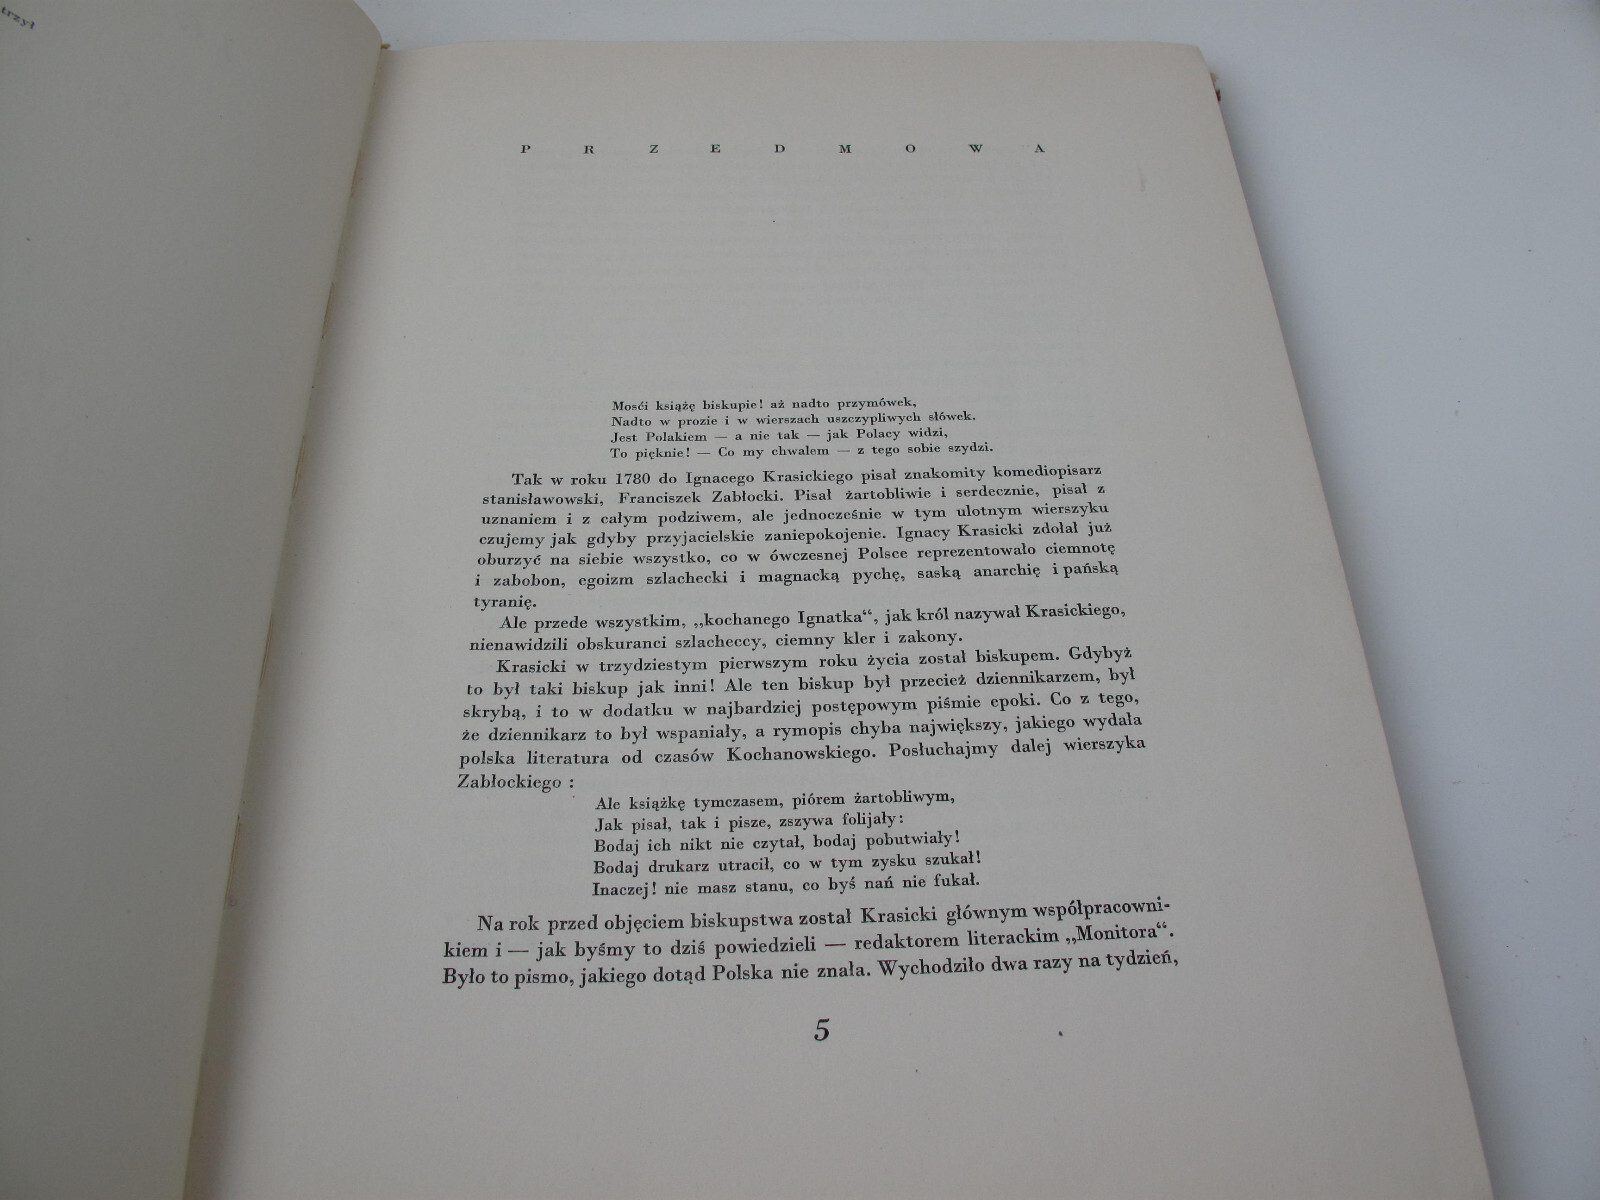 trzył
PRZEDMOWA
Mosći książę biskupie! aż nadto przymówek,
Nadto w prozie i w wierszach uszczypliwych słówek.
Jest Polakiem — a nie tak — jak Polacy widzi,
To pięknie! — Co my chwalem — z tego sobie szydzi.
Tak w roku 1780 do Ignacego Krasickiego pisał znakomity komediopisarz
stanisławowski, Franciszek Zabłocki. Pisał żartobliwie i serdecznie, pisał z
uznaniem i z całym podziwem, ale jednocześnie w tym ulotnym wierszyku
czujemy jak gdyby przyjacielskie zaniepokojenie. Ignacy Krasicki zdołał już
oburzyć na siebie wszystko, co w ówczesnej Polsce reprezentowało ciemnotę
i zabobon, egoizm szlachecki i magnacką pychę, saską anarchię i pańską
tyranię.
Ale przede wszystkim, „kochanego Ignatka“, jak król nazywał Krasickiego,
nienawidzili obskuranci szlacheccy, ciemny kler i zakony.
Krasicki w trzydziestym pierwszym roku życia został biskupem. Gdybyż
to był taki biskup jak inni! Ale ten biskup był przecież dziennikarzem, był
skrybą, i to w dodatku w najbardziej postępowym piśmie epoki. Co z tego,
że dziennikarz to był wspaniały, a rymopis chyba największy, jakiego wydała
polska literatura od czasów Kochanowskiego. Posłuchajmy dalej wierszyka
Zabłockiego :
Ale książkę tymczasem, piórem żartobliwym,
Jak pisał, tak i pisze, zszywa folijały:
Bodaj ich nikt nie czytał, bodaj pobutwiały!
Bodaj drukarz utracił, co w tym zysku szukał!
Inaczej! nie masz stanu, co byś nań nie fukał.
Na rok przed objęciem biskupstwa został Krasicki głównym współpracowni-
kiem i — jak byśmy to dziś powiedzieli — redaktorem literackim „Monitora“.
Było to pismo, jakiego dotąd Polska nie znała. Wychodziło dwa razy na tydzień,
5